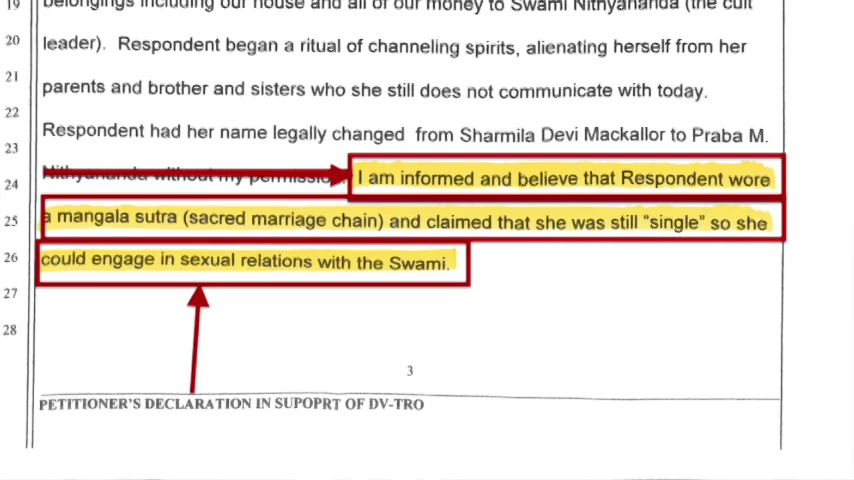 19 belongings including our house and all of our money to Swami Nithyananda (the cult
20 leader). Respondent began a ritual of channeling spirits, alienating herself from her
21 parents and brother and sisters who she still does not communicate with today.
22 Respondent had her name legally changed from Sharmila Devi Mackallor to Praba M.
23 Nithyananda without my permission. I am informed and believe that Respondent wore
24
25 a mangala sutra (sacred marriage chain) and claimed that she was still "single" so she
26 could engage in sexual relations with the Swami.
27
28
3
PETITIONER'S DECLARATION IN SUPOPRT OF DV-TRO